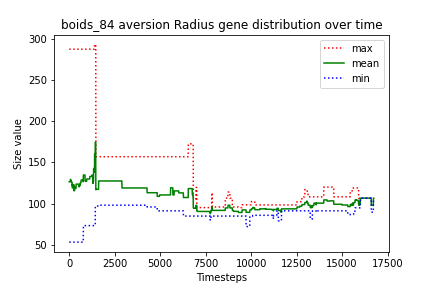 boids_84 aversion Radius gene distribution over time
300
250
200
150
100
50
Size value
max
mean
min
0
2500
5000
7500
10000
12500
15000
17500
Timesteps